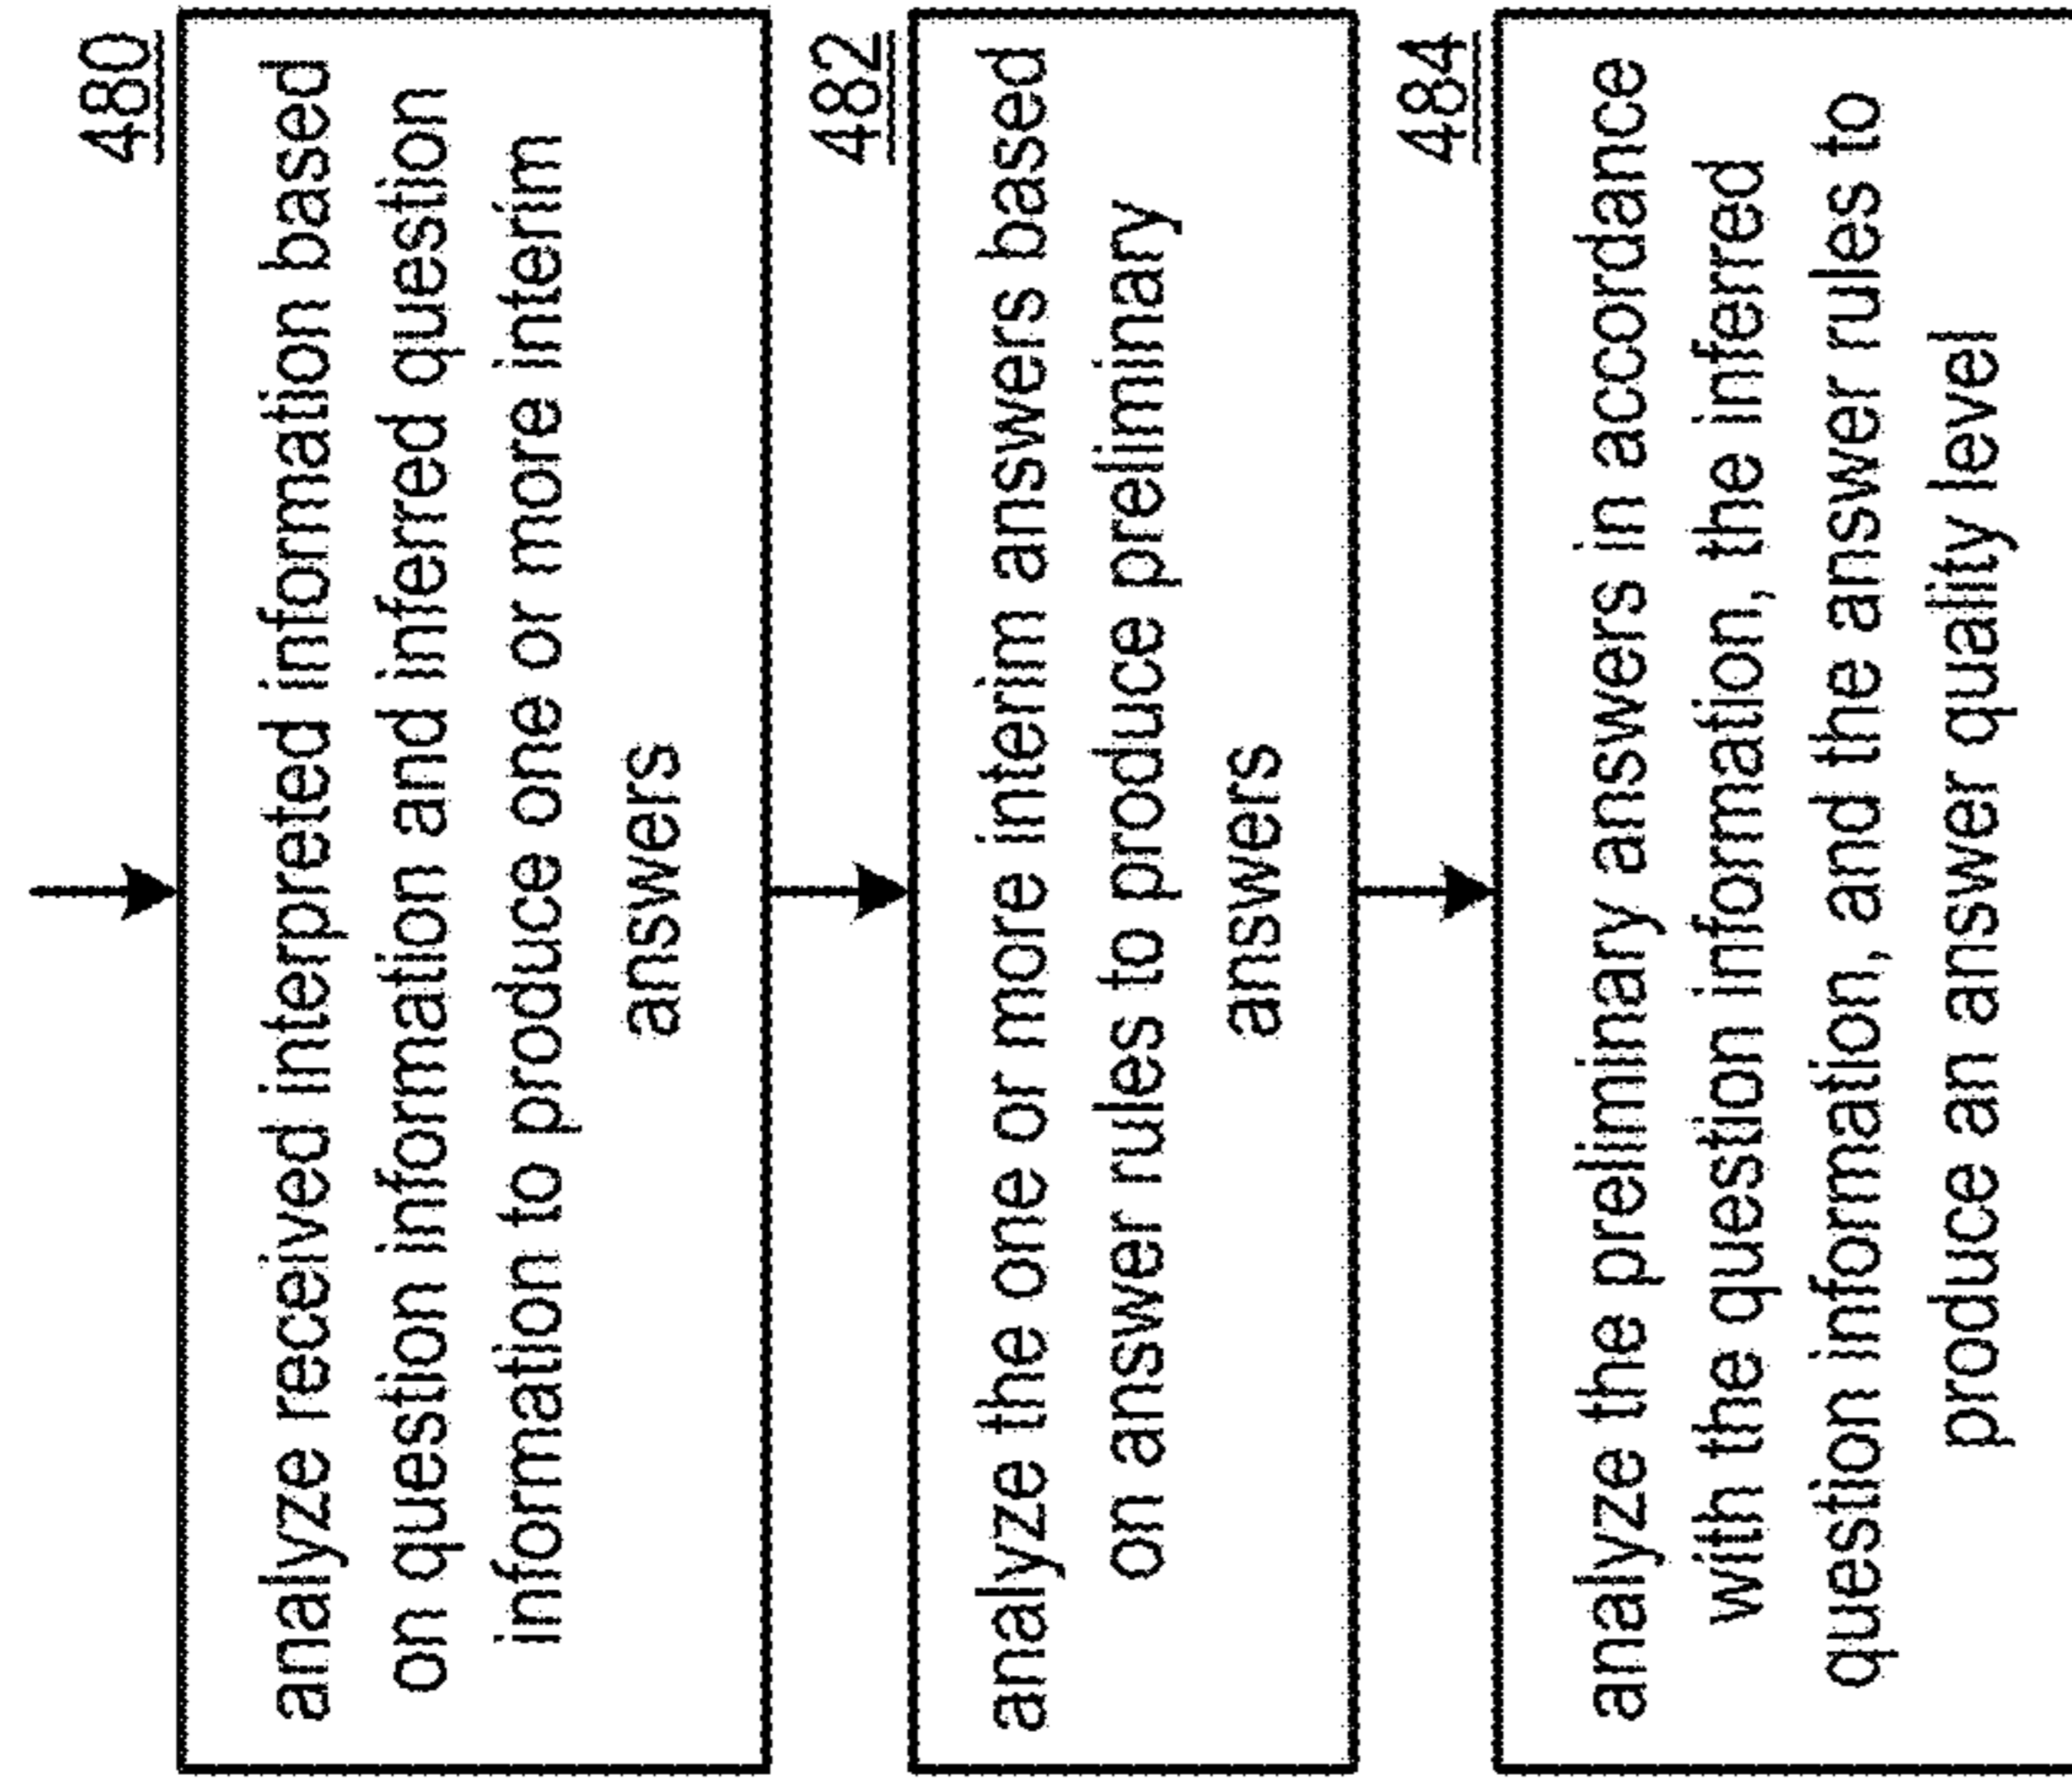 480
analyze received interpreted information based
on question information and inferred question
information to produce one or more interim
answers
482
analyze the one or more interim answers based
on answer rules to produce preliminary
answers
484
analyze the preliminary answers in accordance
with the question information, the inferred
question information, and the answer rules to
produce an answer quality level